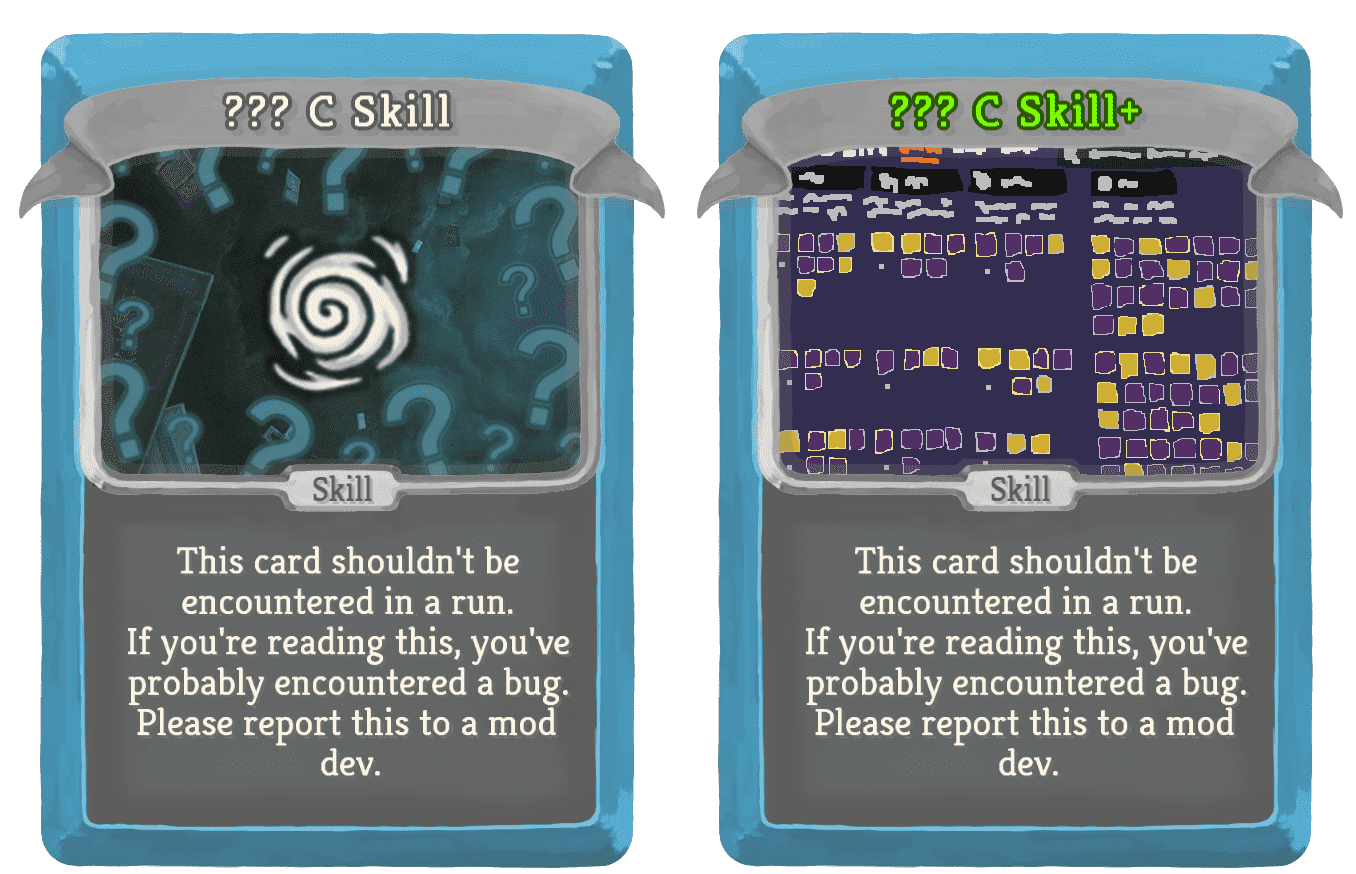 ??? C Skill
Skill
This card shouldn't be
encountered in a run.
If you're reading this, you've
probably encountered a bug.
Please report this to a mod
dev.
??? C Skill+
Skill
This card shouldn't be
encountered in a run.
If you're reading this, you've
probably encountered a bug.
Please report this to a mod
dev.